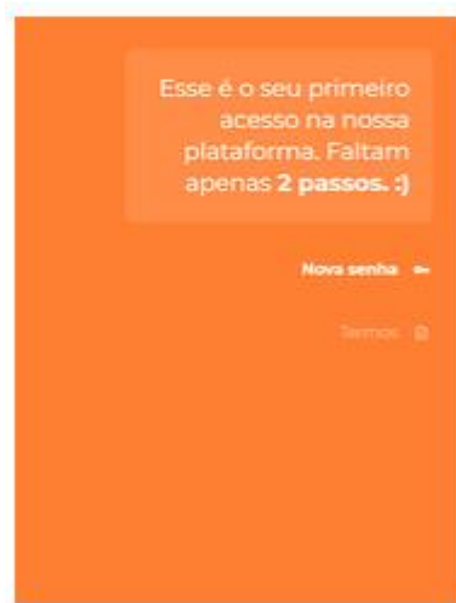 Esse é o seu primeiro
acesso na nossa
plataforma. Faltam
apenas 2 passos. :)
Nova senha
Termos